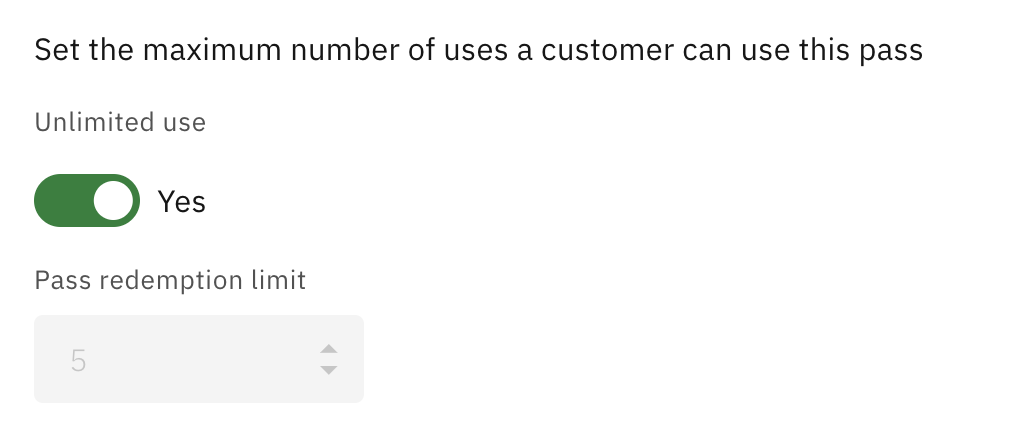 Set the maximum number of uses a customer can use this pass
Unlimited use
Yes
Pass redemption limit
5